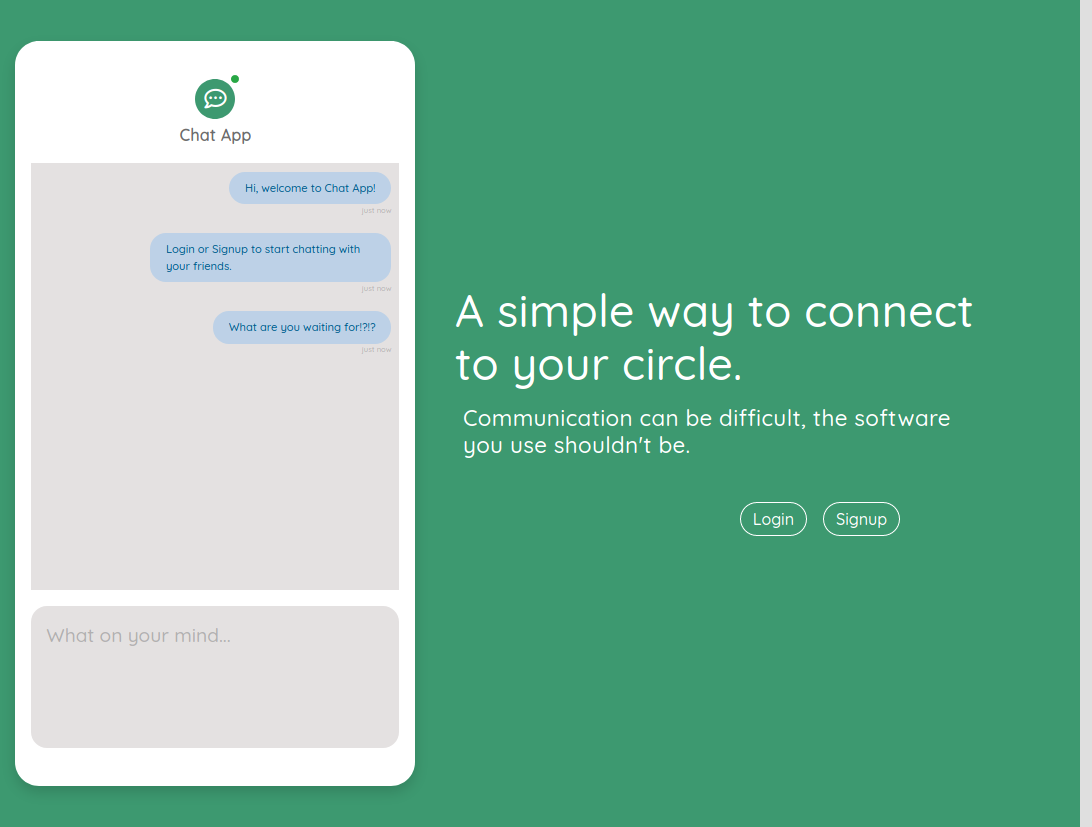 Chat App
Hi, welcome to Chat App!
just now
Login or Signup to start chatting with
your friends.
just now
What are you waiting for!?!?
just now
What on your mind...
A simple way to connect
to your circle.
Communication can be difficult, the software
you use shouldn't be.
Login
Signup